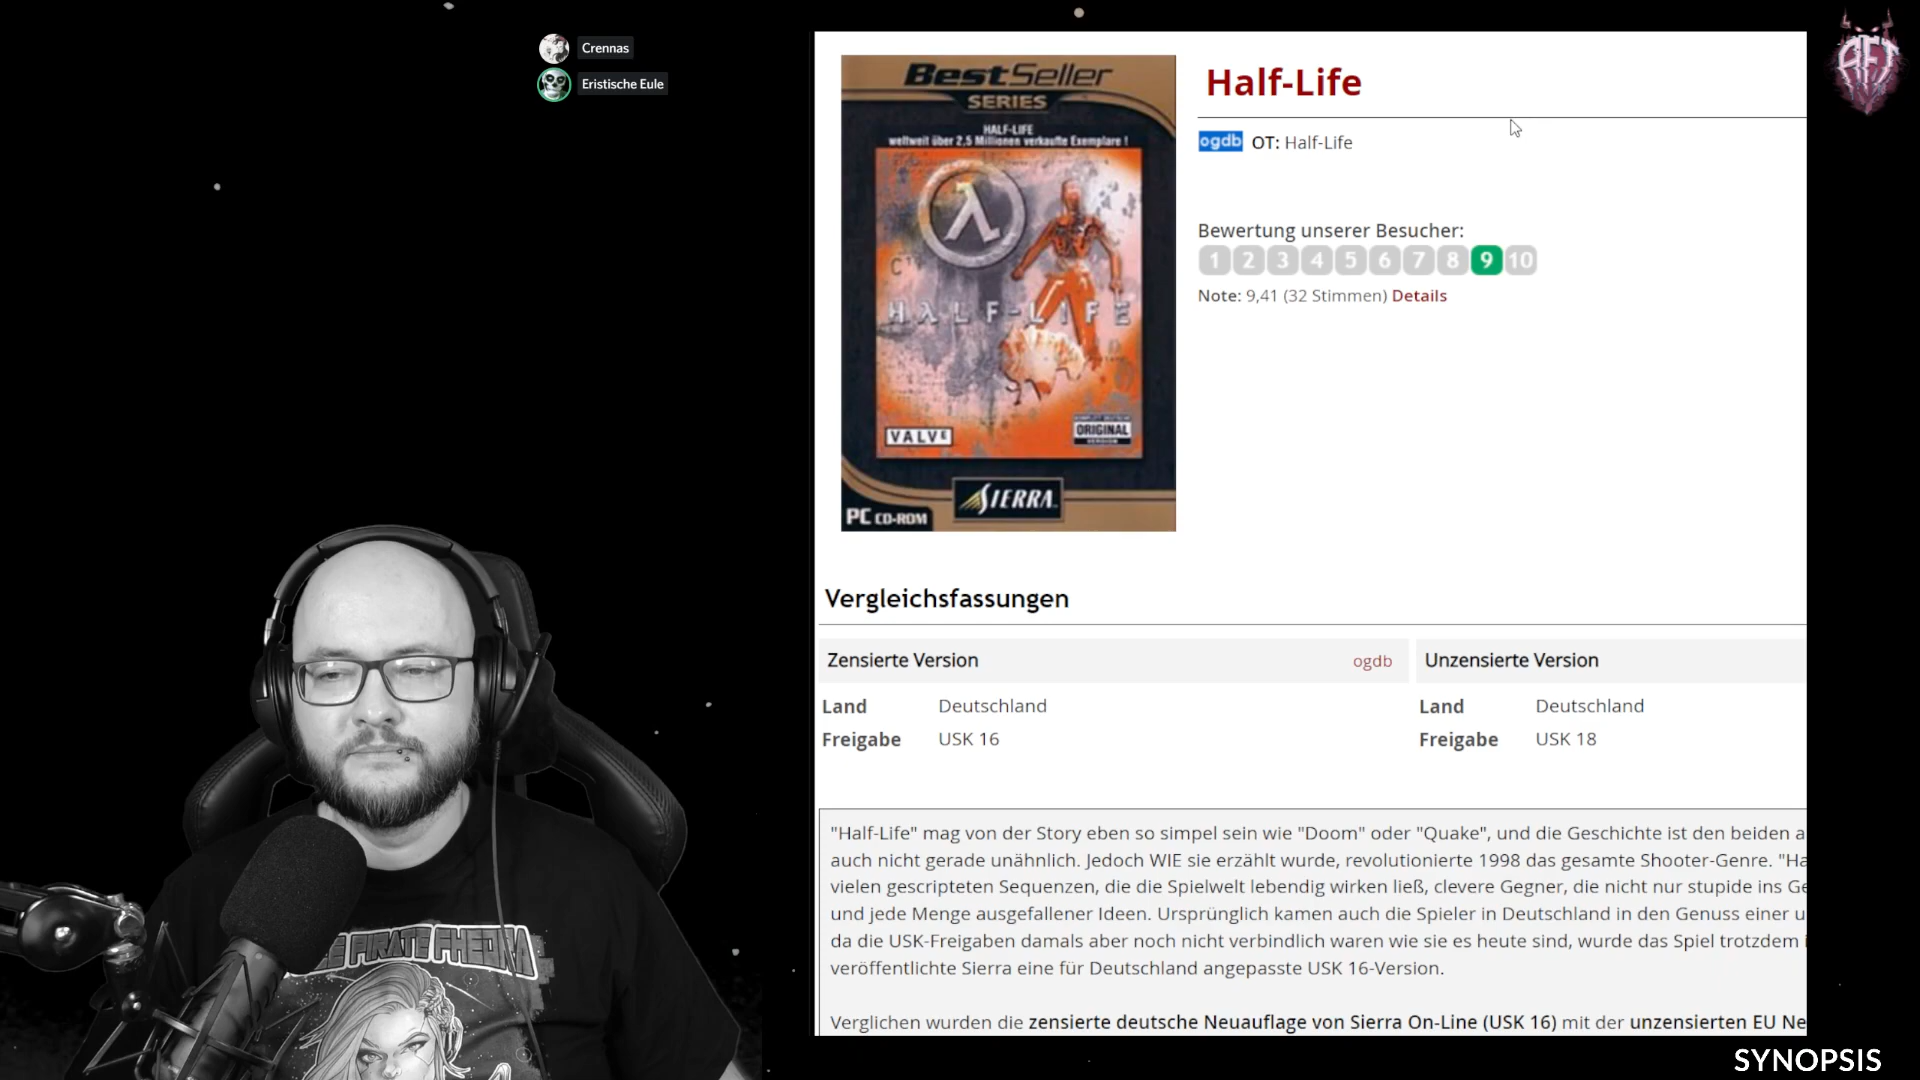 Crennas
Eristische Eule
AFT
BestSeller
SERIES
HALF-LIFE
weltweit über 2,5 Millionen verkaufte Exemplare !
HλLF-LIFE
VALVE
ORIGINAL
VERSION
SIERRA
PC CD-ROM
Half-Life
ogdb OT: Half-Life
Bewertung unserer Besucher:
1 2 3 4 5 6 7 8 9 10
Note: 9,41 (32 Stimmen) Details
Vergleichsfassungen
Zensierte Version ogdb
Land Deutschland
Freigabe USK 16
Unzensierte Version
Land Deutschland
Freigabe USK 18
"Half-Life" mag von der Story eben so simpel sein wie "Doom" oder "Quake", und die Geschichte ist den beiden a
auch nicht gerade unähnlich. Jedoch WIE sie erzählt wurde, revolutionierte 1998 das gesamte Shooter-Genre. "Ha
vielen gescripteten Sequenzen, die die Spielwelt lebendig wirken ließ, clevere Gegner, die nicht nur stupide ins Ge
und jede Menge ausgefallener Ideen. Ursprünglich kamen auch die Spieler in Deutschland in den Genuss einer u
da die USK-Freigaben damals aber noch nicht verbindlich waren wie sie es heute sind, wurde das Spiel trotzdem i
veröffentlichte Sierra eine für Deutschland angepasste USK 16-Version.
Verglichen wurden die zensierte deutsche Neuauflage von Sierra On-Line (USK 16) mit der unzensierten EU Ne
SYNOPSIS